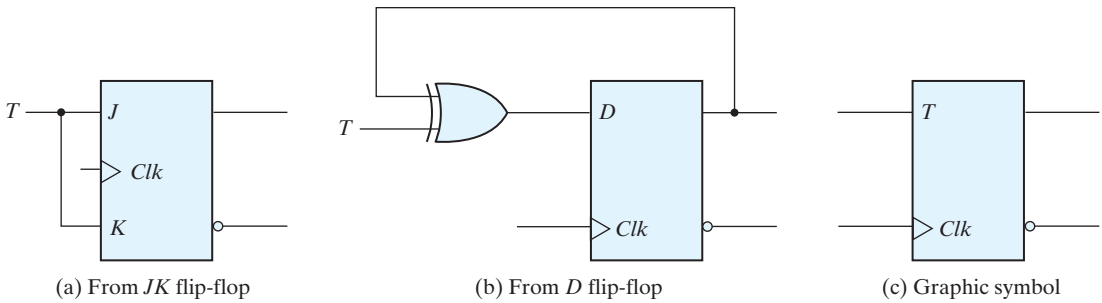 T
J
Clk
K
(a) From JK flip-flop
T
D
Clk
(b) From D flip-flop
T
Clk
(c) Graphic symbol